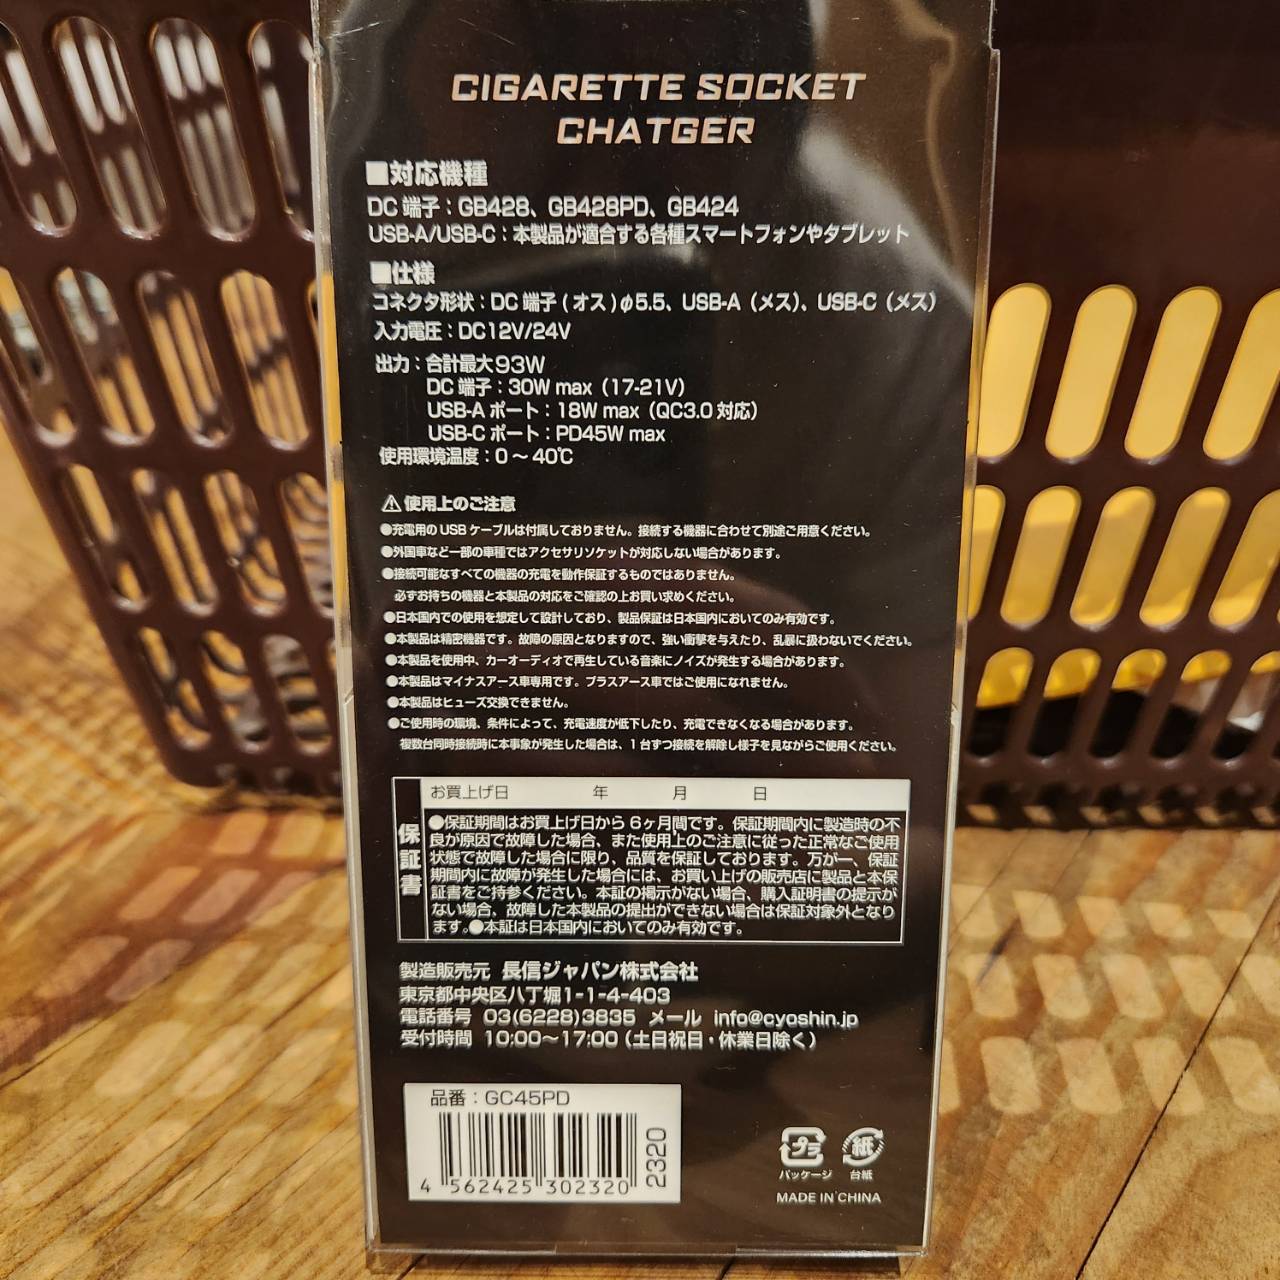 CIGARETTE SOCKET
CHATGER
■対応機種
DC 端子：GB428、GB428PD、GB424
USB-A/USB-C：本製品が適合する各種スマートフォンやタブレット
■仕様
コネクタ形状：DC 端子 (オス) φ5.5、USB-A（メス）、USB-C（メス）
入力電圧：DC12V/24V
出力：合計最大93W
DC 端子：30W max（17-21V）
USB-A ポート：18W max（QC3.0 対応）
USB-C ポート：PD45W max
使用環境温度：0 ～ 40℃
⚠使用上のご注意
●充電用の USB ケーブルは付属しておりません。接続する機器に合わせて別途ご用意ください。
●外国車など一部の車種ではアクセサリソケットが対応しない場合があります。
●接続可能なすべての機器の充電を動作保証するものではありません。
必ずお持ちの機器と本製品の対応をご確認の上お買い求めください。
●日本国内での使用を想定して設計しており、製品保証は日本国内においてのみ有効です。
●本製品は精密機器です。故障の原因となりますので、強い衝撃を与えたり、乱暴に扱わないでください。
●本製品を使用中、カーオーディオで再生している音楽にノイズが発生する場合があります。
●本製品はマイナスアース車専用です。プラスアース車ではご使用になれません。
●本製品はヒューズ交換できません。
●ご使用時の環境、条件によって、充電速度が低下したり、充電できなくなる場合があります。
複数台同時接続時に本事象が発生した場合は、1 台ずつ接続を解除し様子を見ながらご使用ください。
お買上げ日 年 月 日
保証書
●保証期間はお買上げ日から 6ヶ月間です。保証期間内に製造時の不
良が原因で故障した場合、また使用上のご注意に従った正常なご使用
状態で故障した場合に限り、品質を保証しております。万が一、保証
期間内に故障が発生した場合には、お買い上げの販売店に製品と本保
証書をご持参ください。本証の掲示がない場合、購入証明書の提示が
ない場合、故障した本製品の提出ができない場合は保証対象外となり
ます。●本証は日本国内においてのみ有効です。
製造販売元 長信ジャパン株式会社
東京都中央区八丁堀1-1-4-403
電話番号 03(6228)3835 メール info@cyoshin.jp
受付時間 10:00～17:00（土日祝日・休業日除く）
品番：GC45PD
4 562425 302320
2320
プラ
パッケージ
紙
台紙
MADE IN CHINA